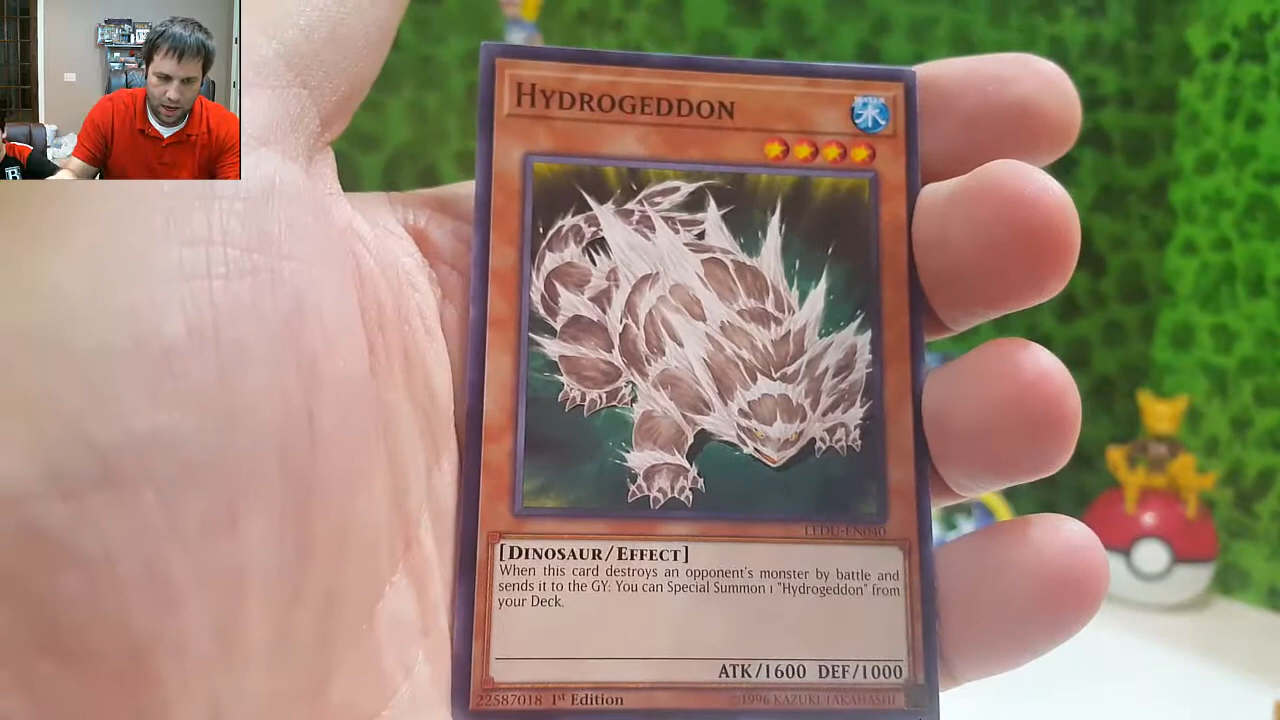 HYDROGEDDON
WATER
水
LEDU-EN040
[DINOSAUR/EFFECT]
When this card destroys an opponent's monster by battle and
sends it to the GY: You can Special Summon 1 "Hydrogeddon" from
your Deck.
ATK/1600 DEF/1000
22587018 1st Edition
©1996 KAZUKI TAKAHASHI